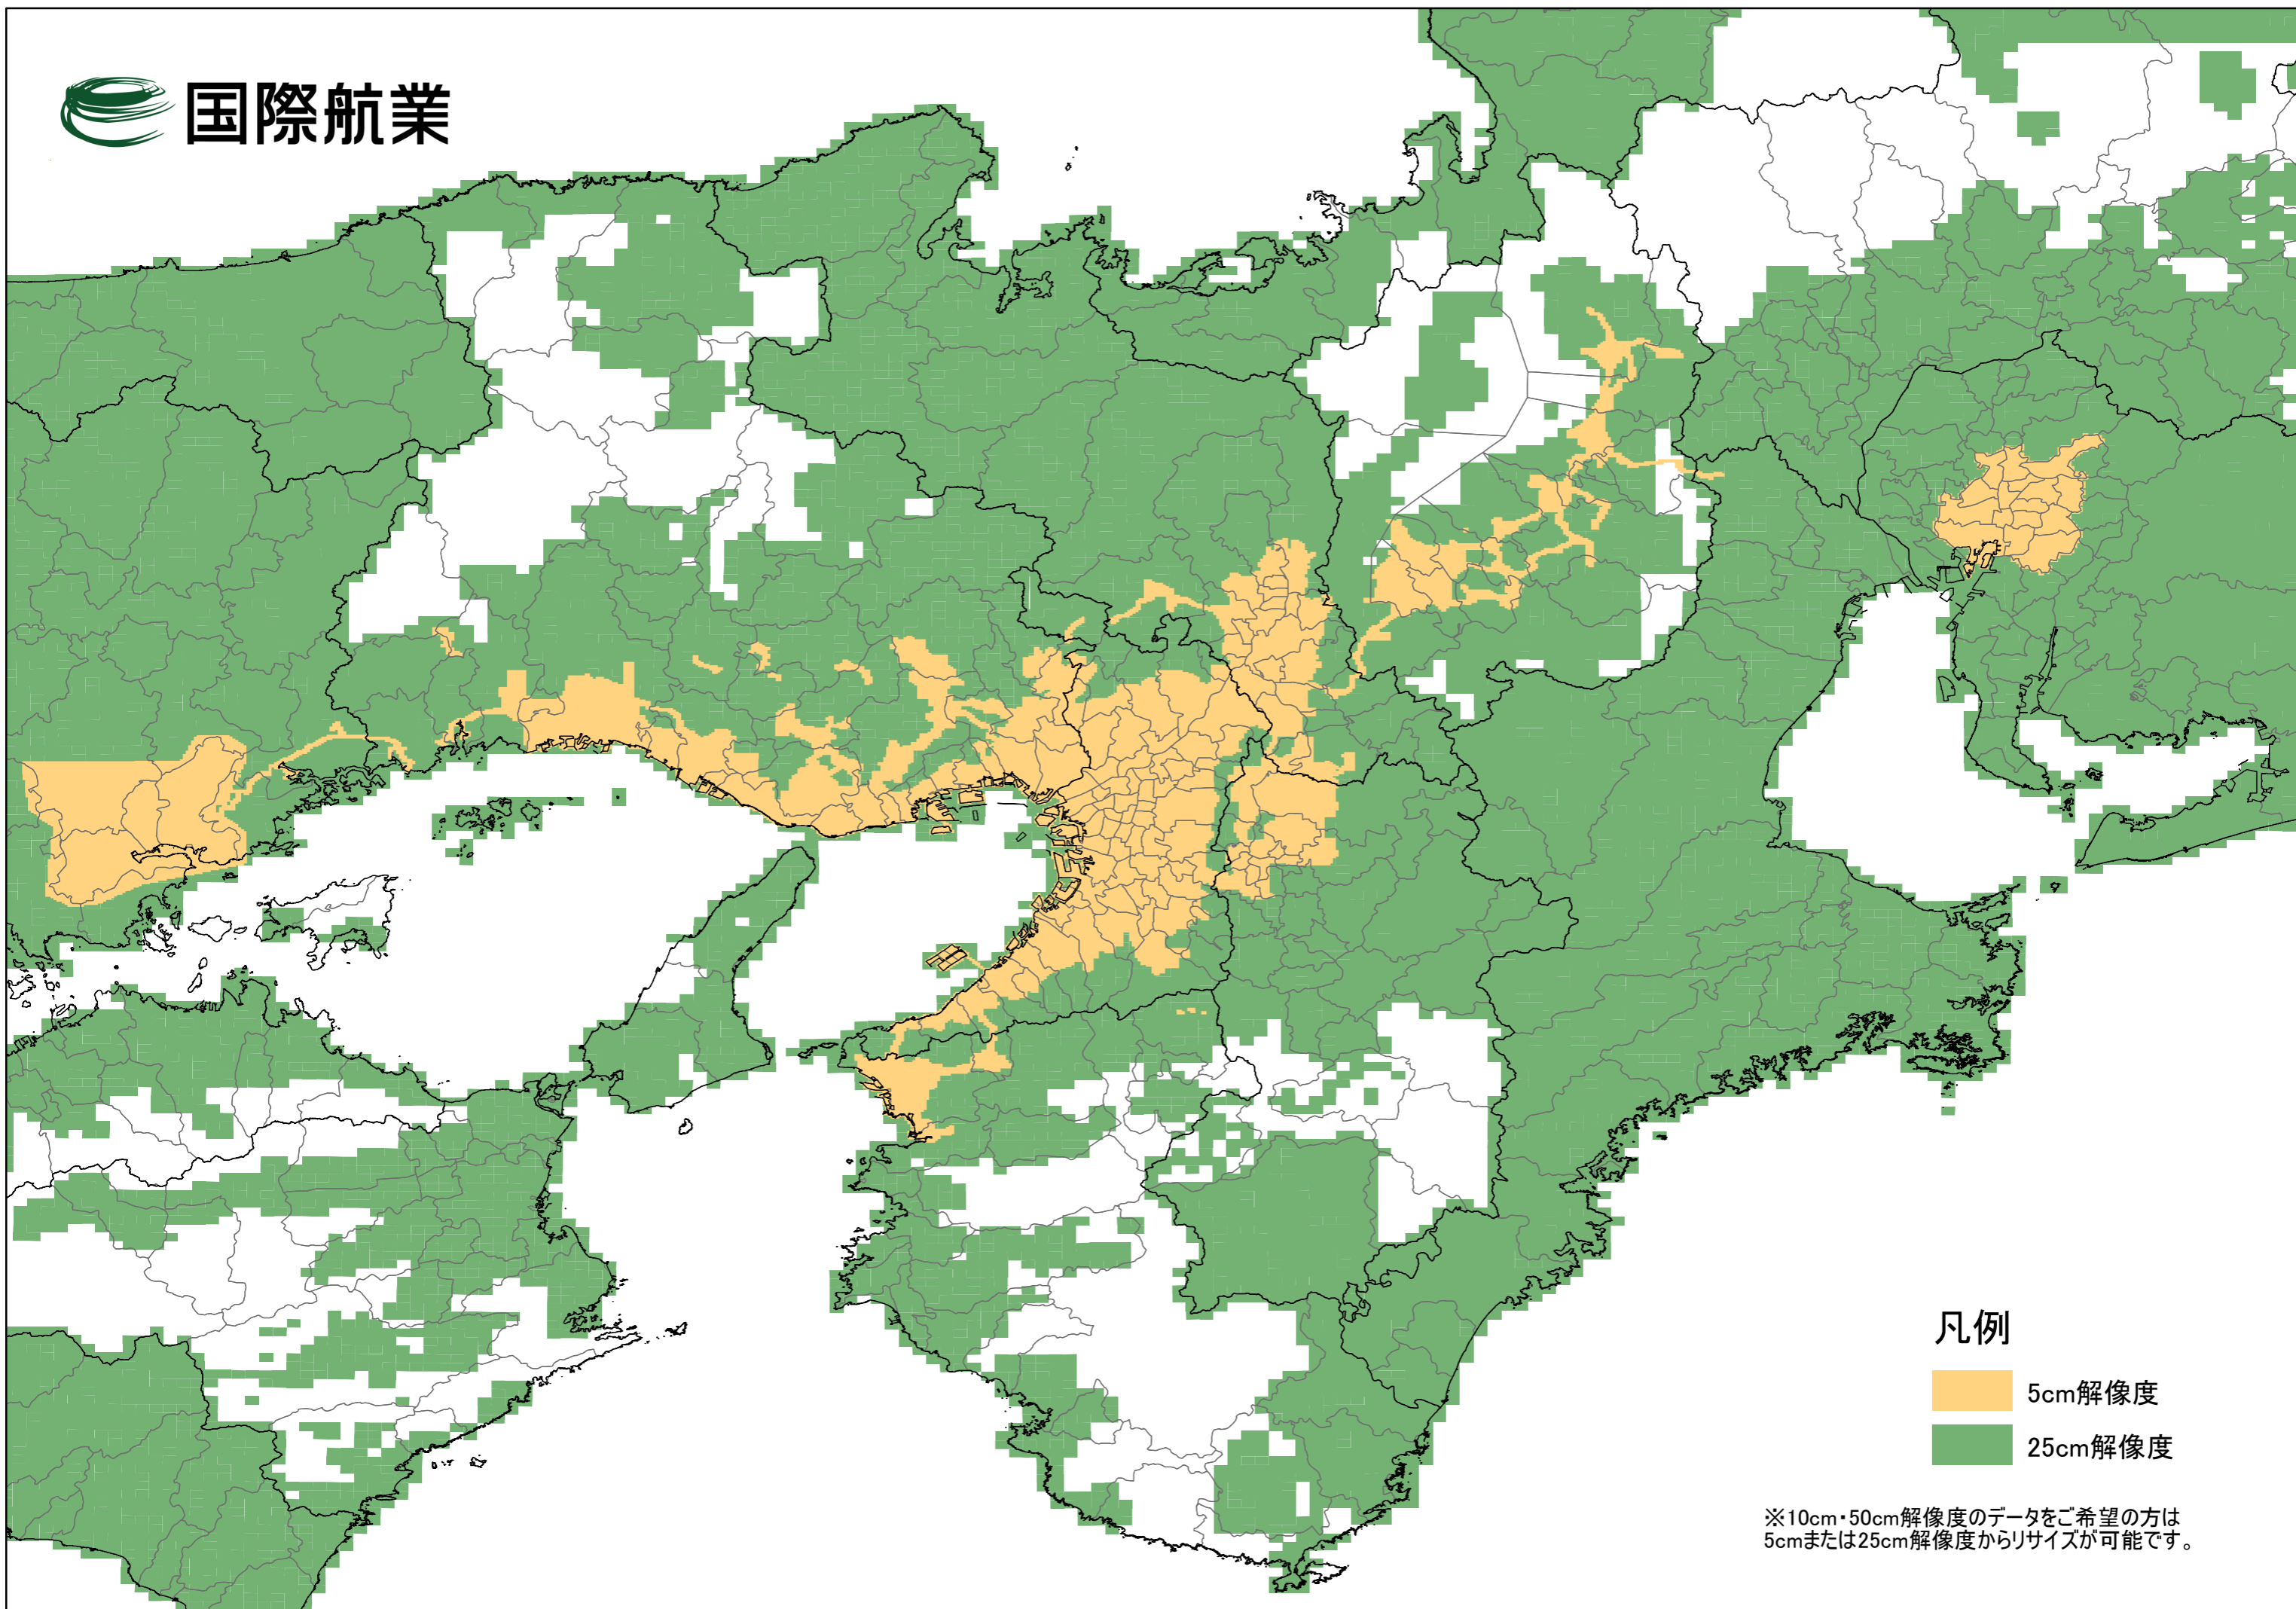 国際航業
凡例
5cm解像度
25cm解像度
※10cm・50cm解像度のデータをご希望の方は
5cmまたは25cm解像度からリサイズが可能です。